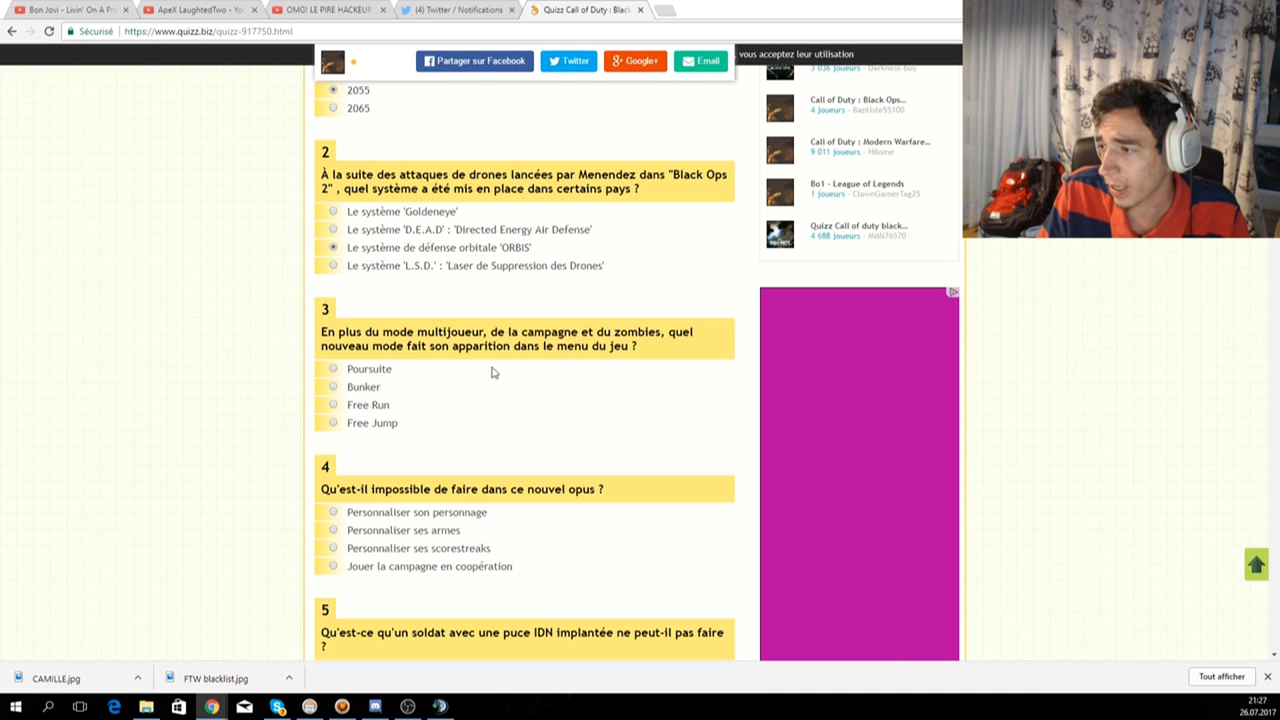 Bon Jovi - Livin' On A Pr
ApeX LaughtedTwo - You
OMG! LE PIRE HACKEUR
(4) Twitter / Notifications
Quizz Call of Duty : Black
Sécurisé
https://www.quizz.biz/quizz-917750.html
Partager sur Facebook
Twitter
Google+
Email
vous acceptez leur utilisation
2055
2065
2
À la suite des attaques de drones lancées par Menendez dans "Black Ops
2" , quel système a été mis en place dans certains pays ?
Le système 'Goldeneye'
Le système 'D.E.A.D' : 'Directed Energy Air Defense'
Le système de défense orbitale 'ORBIS'
Le système 'L.S.D.' : 'Laser de Suppression des Drones'
3
En plus du mode multijoueur, de la campagne et du zombies, quel
nouveau mode fait son apparition dans le menu du jeu ?
Poursuite
Bunker
Free Run
Free Jump
4
Qu'est-il impossible de faire dans ce nouvel opus ?
Personnaliser son personnage
Personnaliser ses armes
Personnaliser ses scorestreaks
Jouer la campagne en coopération
5
Qu'est-ce qu'un soldat avec une puce IDN implantée ne peut-il pas faire
?
3 036 joueurs - Darkness-boy
Call of Duty : Black Ops...
4 joueurs - Baptiste55100
Call of Duty : Modern Warfare...
9 011 joueurs - Hilome
Bo1 - League of Legends
1 joueurs - ClownGamerTag25
Quizz Call of duty black...
4 688 joueurs - MiMi76570
CAMILLE.jpg
FTW blacklist.jpg
Tout afficher
21:27
26.07.2017